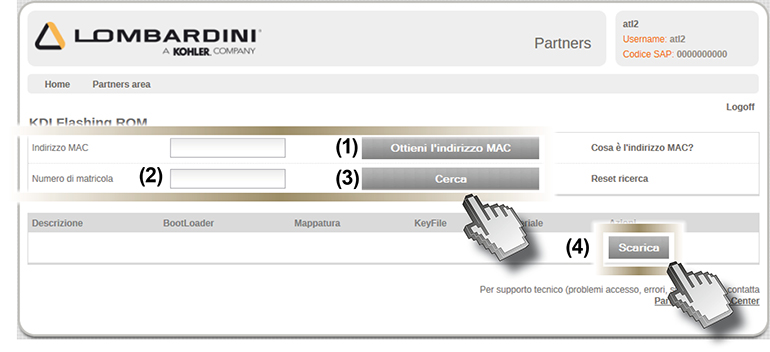 LOMBARDINI
A KOHLER COMPANY
Partners
atl2
Username: atl2
Codice SAP: 0000000000
Home Partners area
Logoff
KDI Flashing ROM
Indirizzo MAC (1) Ottieni l'indirizzo MAC Cosa è l'indirizzo MAC?
Numero di matricola (2) (3) Cerca Reset ricerca
Descrizione BootLoader Mappatura KeyFile Azioni
(4) Scarica
Per supporto tecnico (problemi accesso, errori, contatta
Center